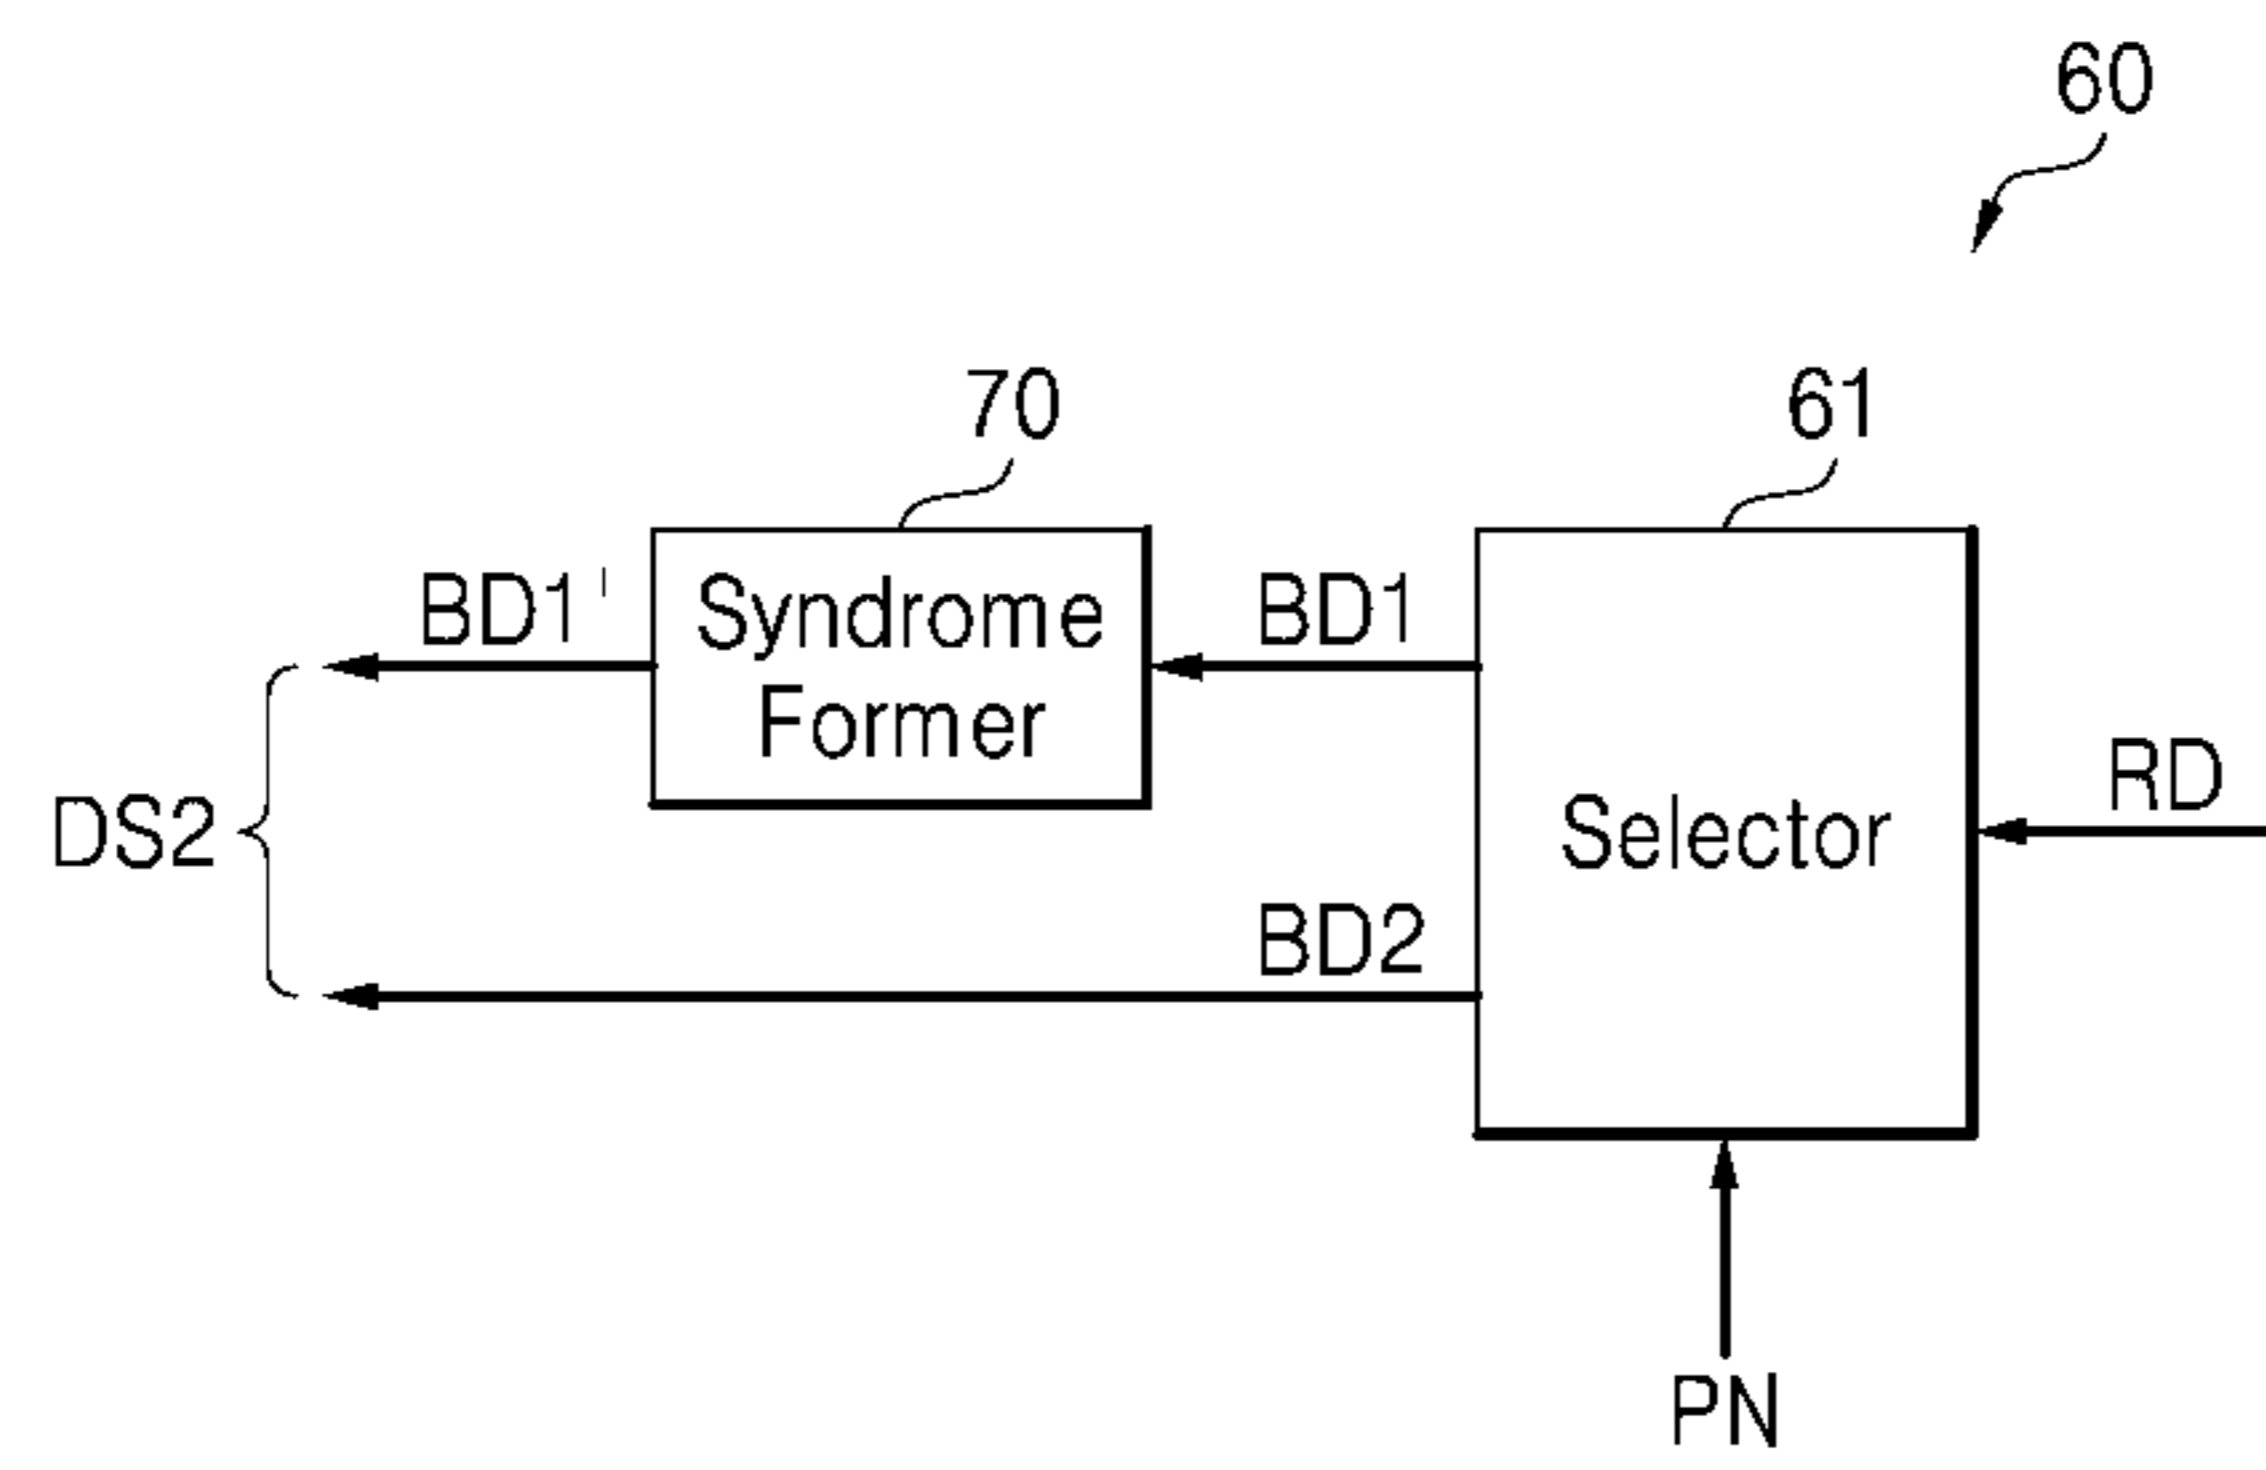 60
70
61
BD1'
Syndrome
Former
BD1
RD
DS2
Selector
BD2
PN